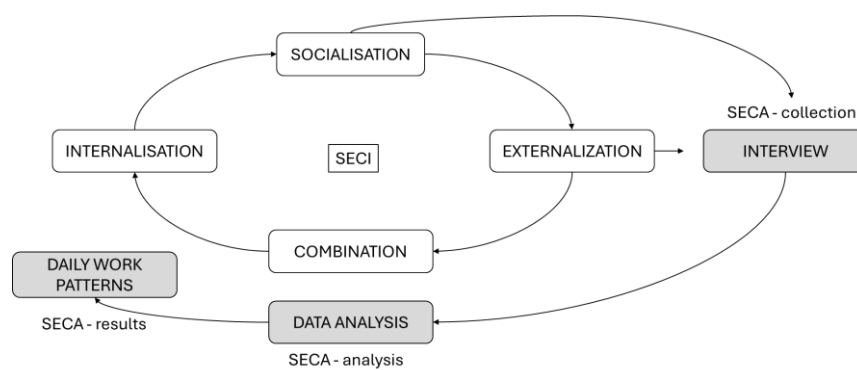 SOCIALISATION
SECA - collection
INTERNALISATION
SECI
EXTERNALIZATION
INTERVIEW
COMBINATION
DAILY WORK
PATTERNS
SECA - results
DATA ANALYSIS
SECA - analysis